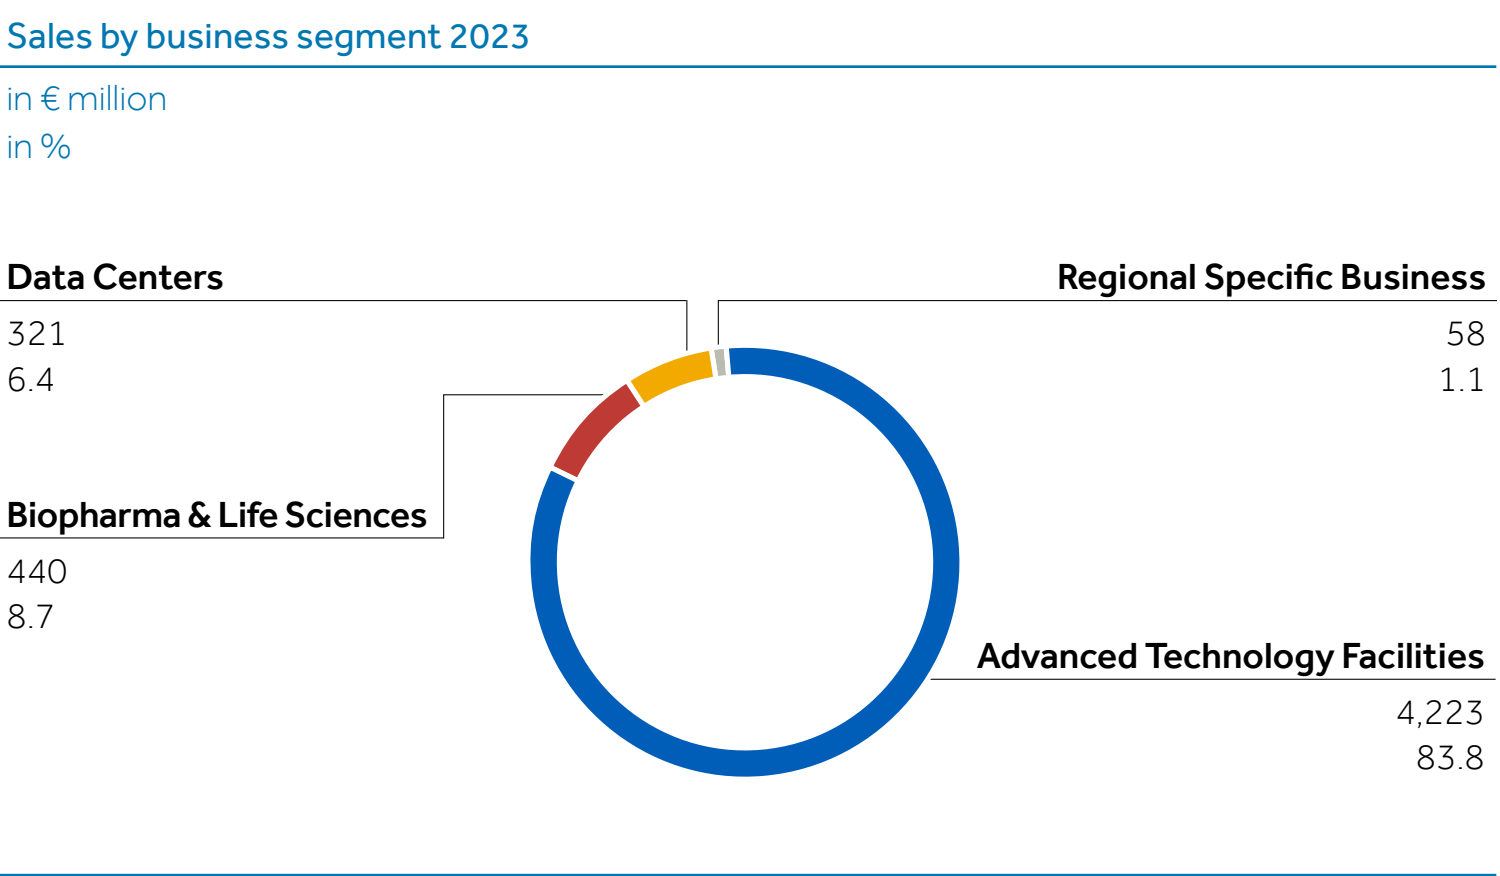 Sales by business segment 2023
in € million
in %
Data Centers
321
6.4
Regional Specific Business
58
1.1
Biopharma & Life Sciences
440
8.7
Advanced Technology Facilities
4,223
83.8